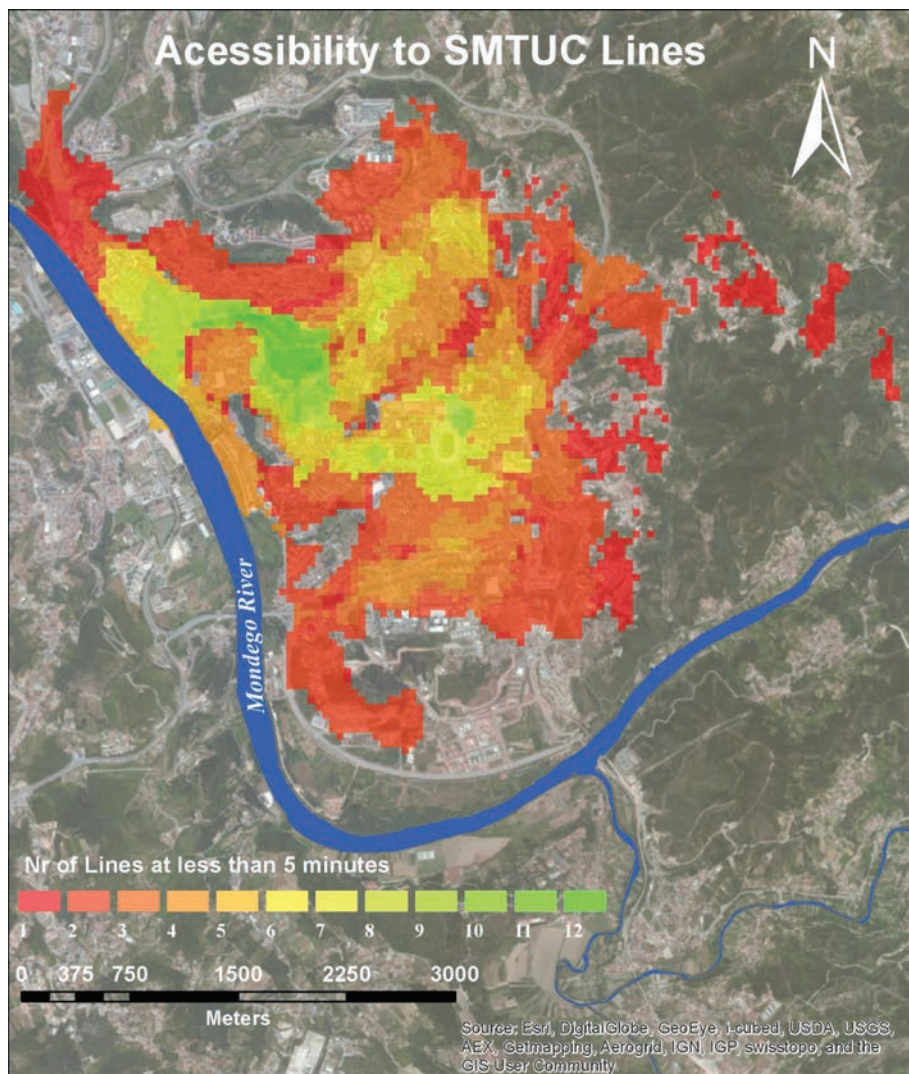 Acessibility to SMTUC Lines
N
Mondego River
Nr of Lines at less than 5 minutes
1 2 3 4 5 6 7 8 9 10 11 12
0 375 750 1500 2250 3000
Meters
Source: Esri, DigitalGlobe, GeoEye, i-cubed, USDA, USGS,
AEX, Getmapping, Aerogrid, IGN, IGP, swisstopo, and the
GIS User Community